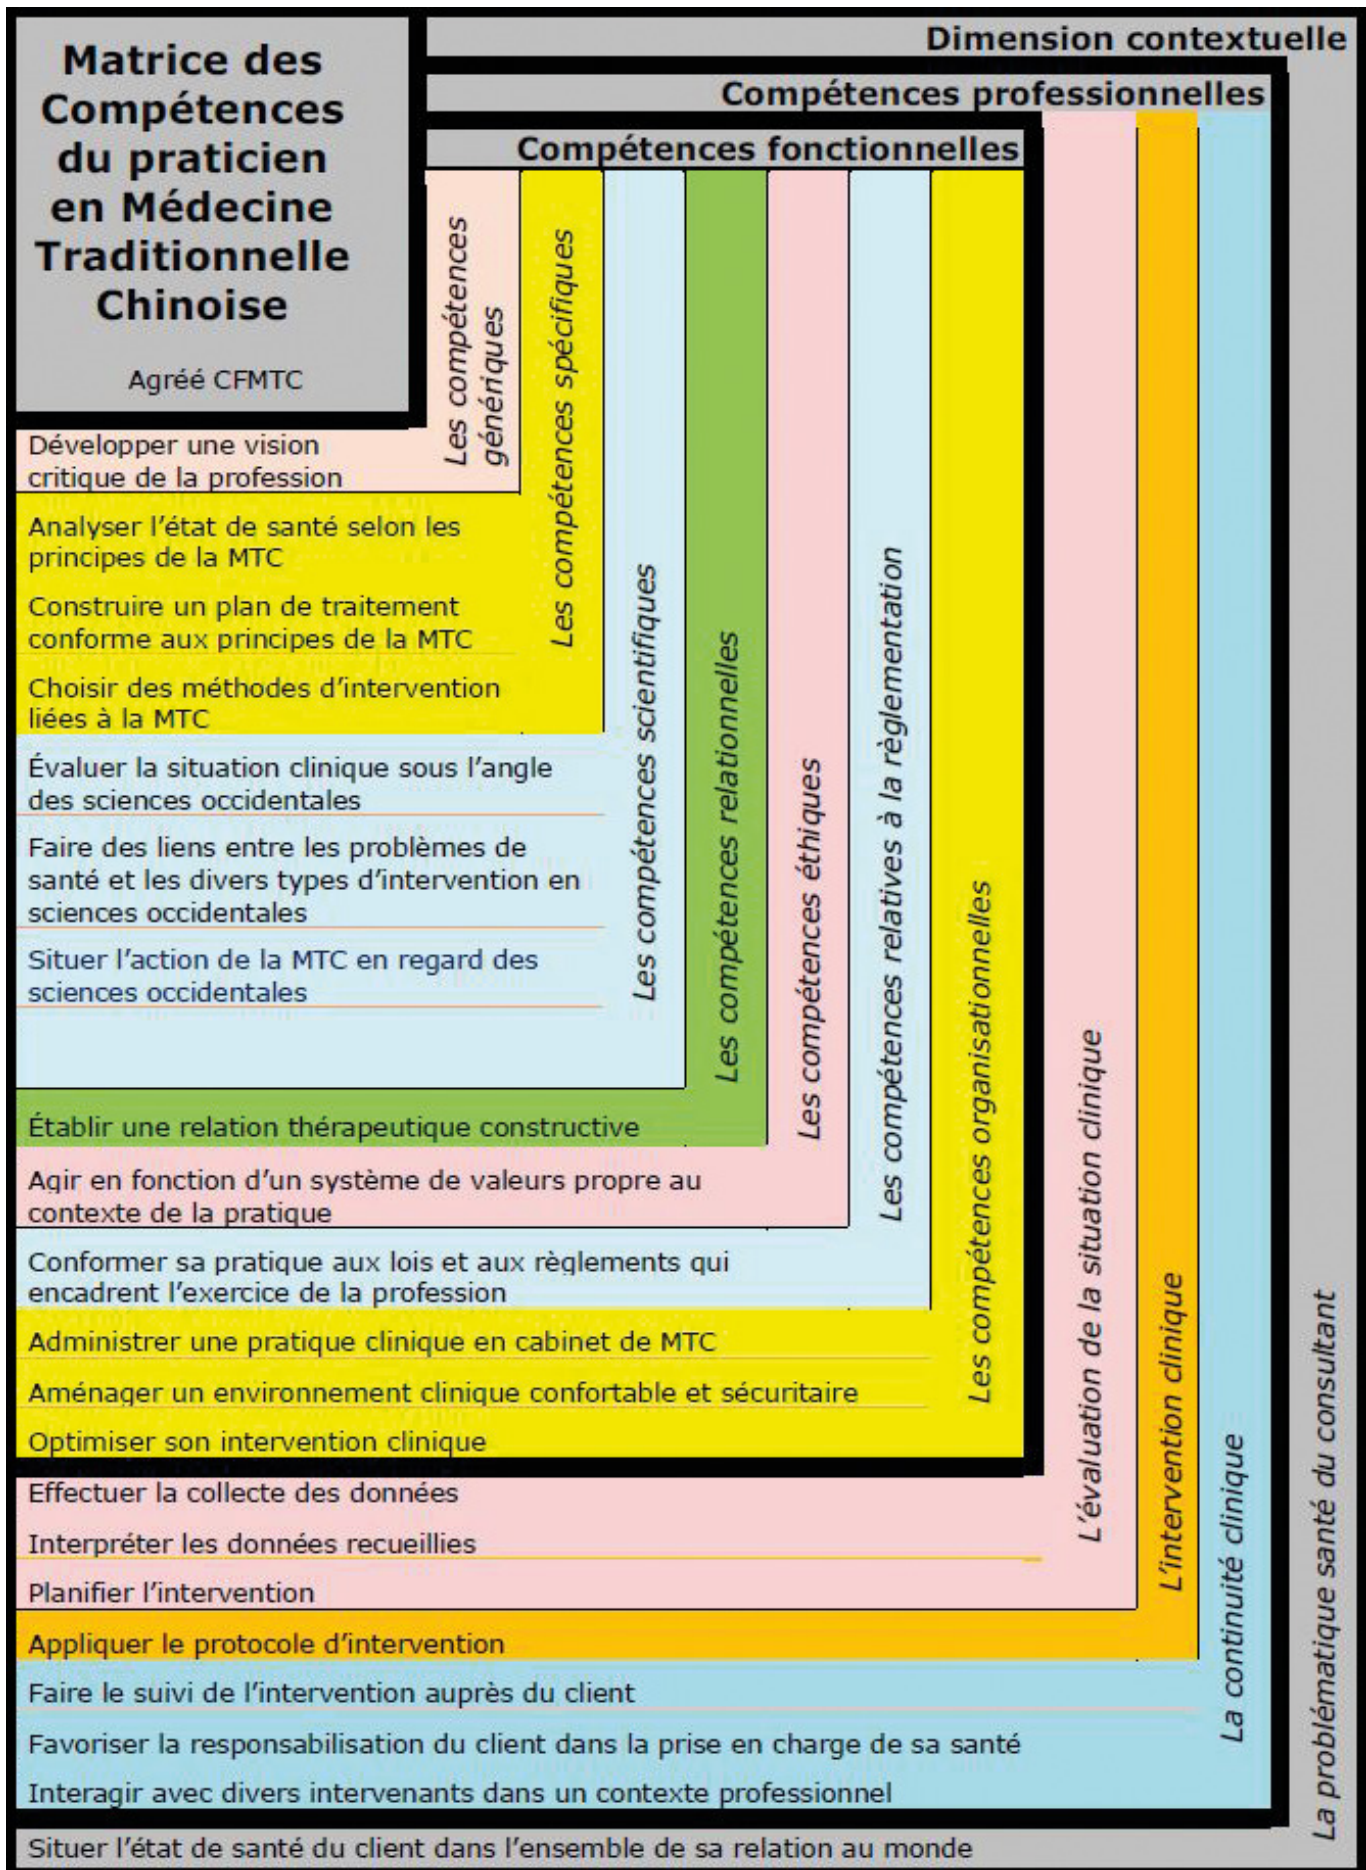 Matrice des
Compétences
du praticien
en Médecine
Traditionnelle
Chinoise
Agréé CFMTC
Dimension contextuelle
Compétences professionnelles
Compétences fonctionnelles
Les compétences
génériques
Les compétences spécifiques
Les compétences scientifiques
Les compétences relationnelles
Les compétences éthiques
Les compétences relatives à la règlementation
Les compétences organisationnelles
L'évaluation de la situation clinique
L'intervention clinique
La continuité clinique
La problématique santé du consultant
Développer une vision
critique de la profession
Analyser l'état de santé selon les
principes de la MTC
Construire un plan de traitement
conforme aux principes de la MTC
Choisir des méthodes d'intervention
liées à la MTC
Évaluer la situation clinique sous l'angle
des sciences occidentales
Faire des liens entre les problèmes de
santé et les divers types d'intervention en
sciences occidentales
Situer l'action de la MTC en regard des
sciences occidentales
Établir une relation thérapeutique constructive
Agir en fonction d'un système de valeurs propre au
contexte de la pratique
Conformer sa pratique aux lois et aux règlements qui
encadrent l'exercice de la profession
Administrer une pratique clinique en cabinet de MTC
Aménager un environnement clinique confortable et sécuritaire
Optimiser son intervention clinique
Effectuer la collecte des données
Interpréter les données recueillies
Planifier l'intervention
Appliquer le protocole d'intervention
Faire le suivi de l'intervention auprès du client
Favoriser la responsabilisation du client dans la prise en charge de sa santé
Interagir avec divers intervenants dans un contexte professionnel
Situer l'état de santé du client dans l'ensemble de sa relation au monde